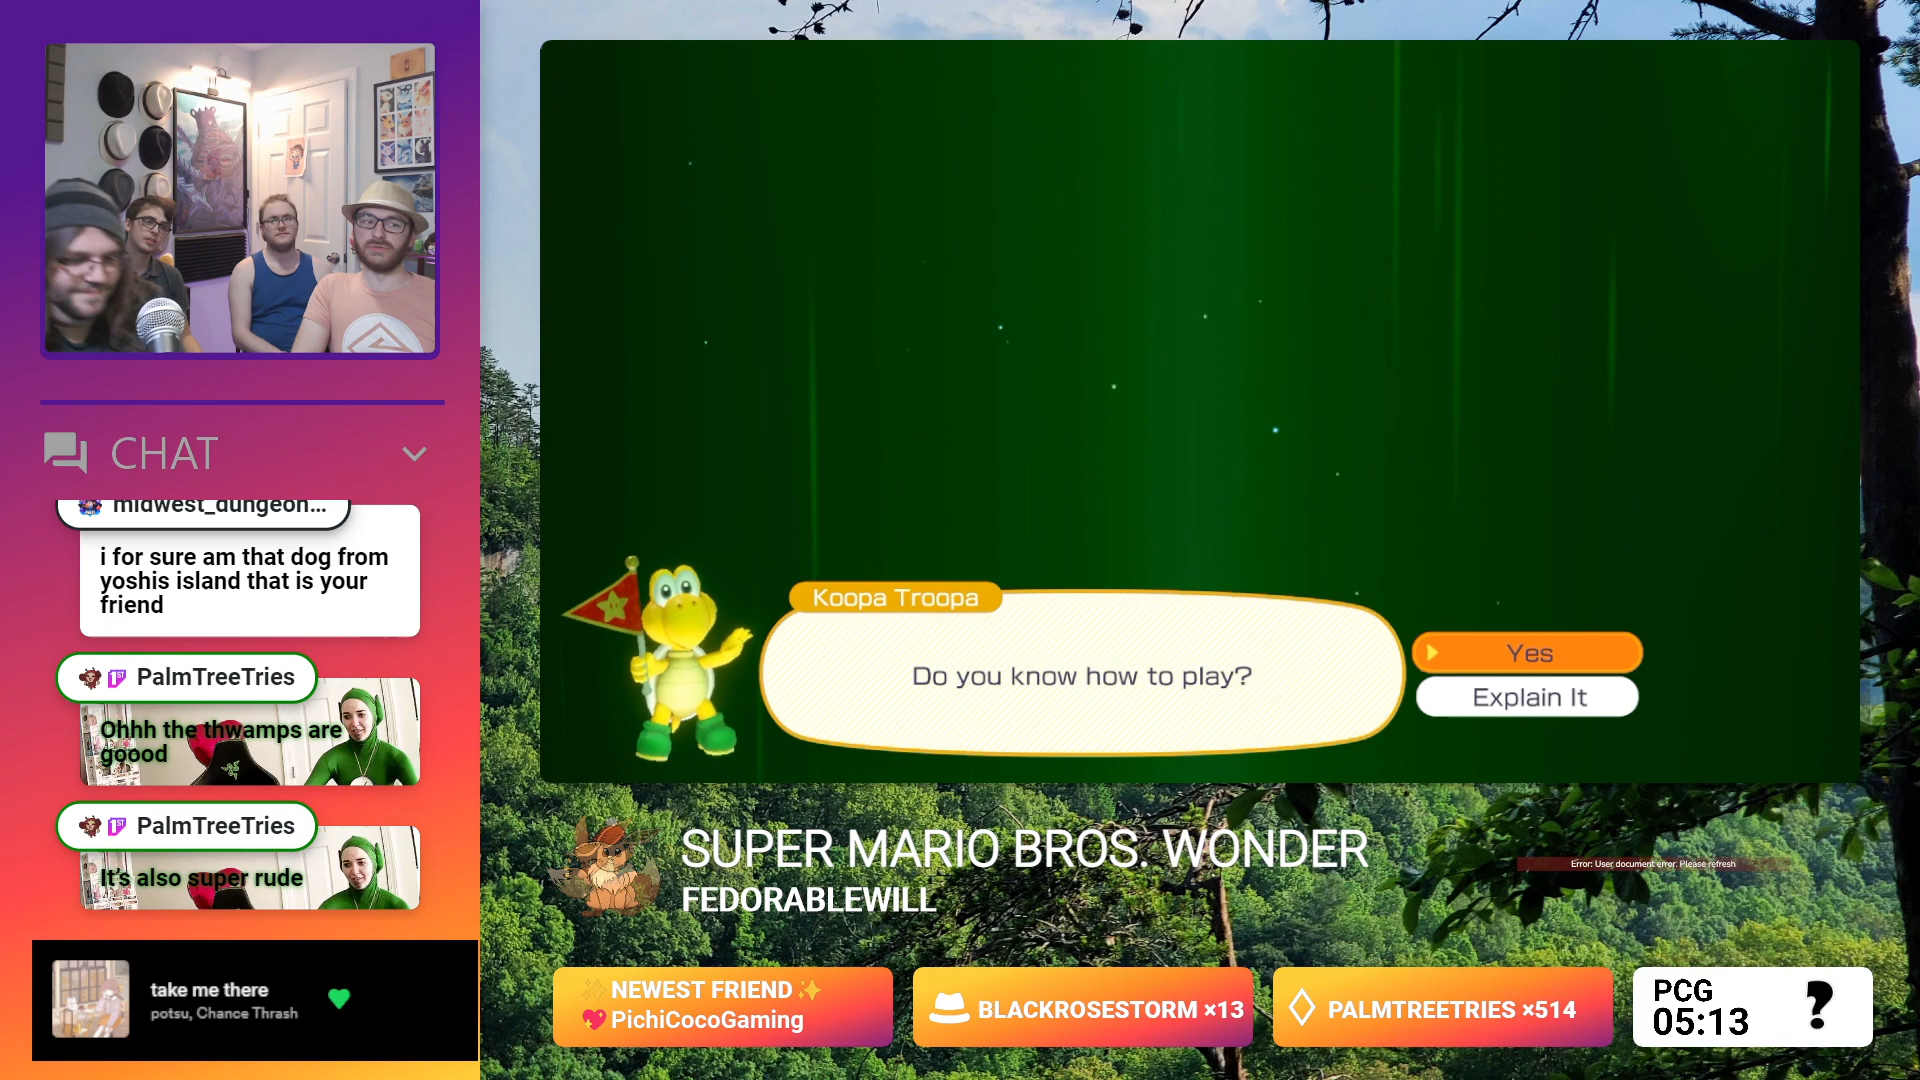 CHAT
midwest_dungeon...
i for sure am that dog from
yoshis island that is your
friend
PalmTreeTries
Ohhh the thwamps are
goood
PalmTreeTries
It's also super rude
take me there
potsu, Chance Thrash
Koopa Troopa
Do you know how to play?
Yes
Explain It
SUPER MARIO BROS. WONDER
FEDORABLEWILL
Error: User document error. Please refresh
NEWEST FRIEND
PichiCocoGaming
BLACKROSESTORM ×13
PALMTREETRIES ×514
PCG
05:13
?